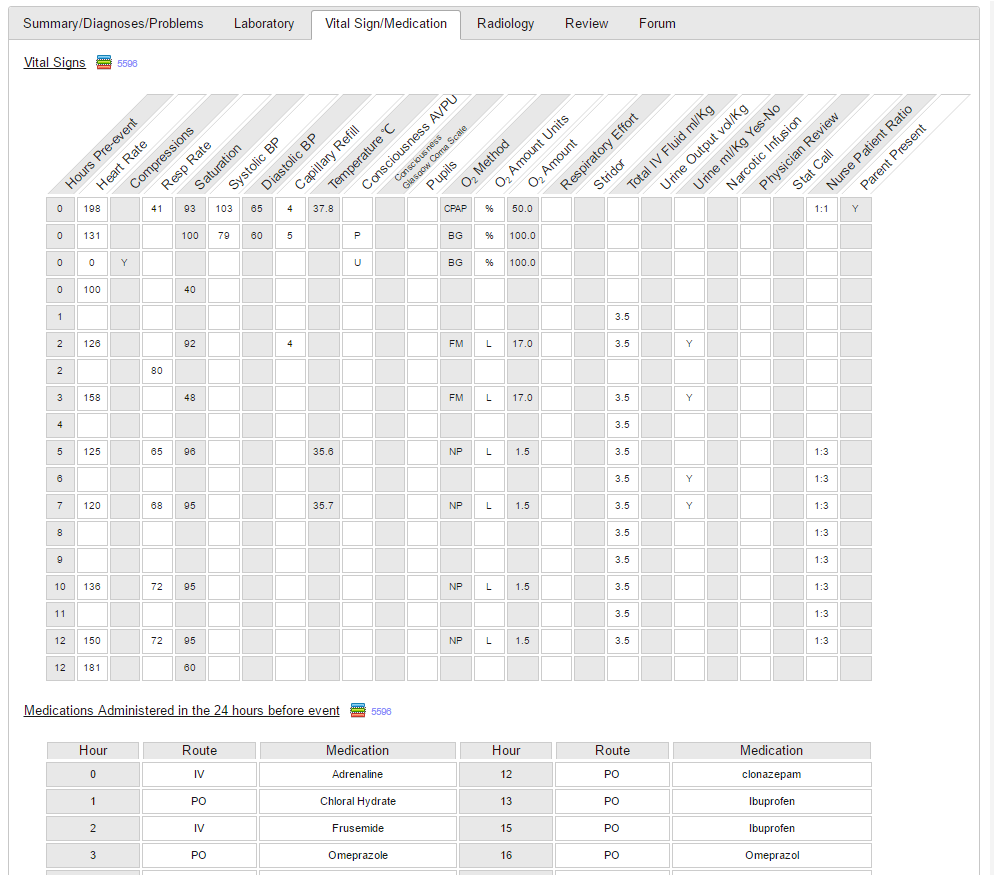 Summary/Diagnoses/Problems Laboratory Vital Sign/Medication Radiology Review Forum
Vital Signs 5596
Hours Pre-event
Heart Rate
Compressions
Resp Rate
Saturation
Systolic BP
Diastolic BP
Capillary Refill
Temperature °C
Consciousness AVPU
Consciousness
Glasgow Coma Scale
Pupils
O2 Method
O2 Amount Units
O2 Amount
Respiratory Effort
Stridor
Total IV Fluid ml/Kg
Urine Output vol/Kg
Urine ml/Kg Yes-No
Narcotic Infusion
Physician Review
Stat Call
Nurse Patient Ratio
Parent Present
0 198 41 93 103 65 4 37.8 CPAP % 50.0 1:1 Y
0 131 100 79 60 5 P BG % 100.0
0 0 Y U BG % 100.0
0 100 40
1 3.5
2 126 92 4 FM L 17.0 3.5 Y
2 80
3 158 48 FM L 17.0 3.5 Y
4 3.5
5 125 65 96 35.6 NP L 1.5 3.5 1:3
6 3.5 Y 1:3
7 120 68 95 35.7 NP L 1.5 3.5 Y 1:3
8 3.5 1:3
9 3.5 1:3
10 136 72 95 NP L 1.5 3.5 1:3
11 3.5 1:3
12 150 72 95 NP L 1.5 3.5 1:3
12 181 60
Medications Administered in the 24 hours before event 5596
Hour Route Medication Hour Route Medication
0 IV Adrenaline 12 PO clonazepam
1 PO Chloral Hydrate 13 PO Ibuprofen
2 IV Frusemide 15 PO Ibuprofen
3 PO Omeprazole 16 PO Omeprazol